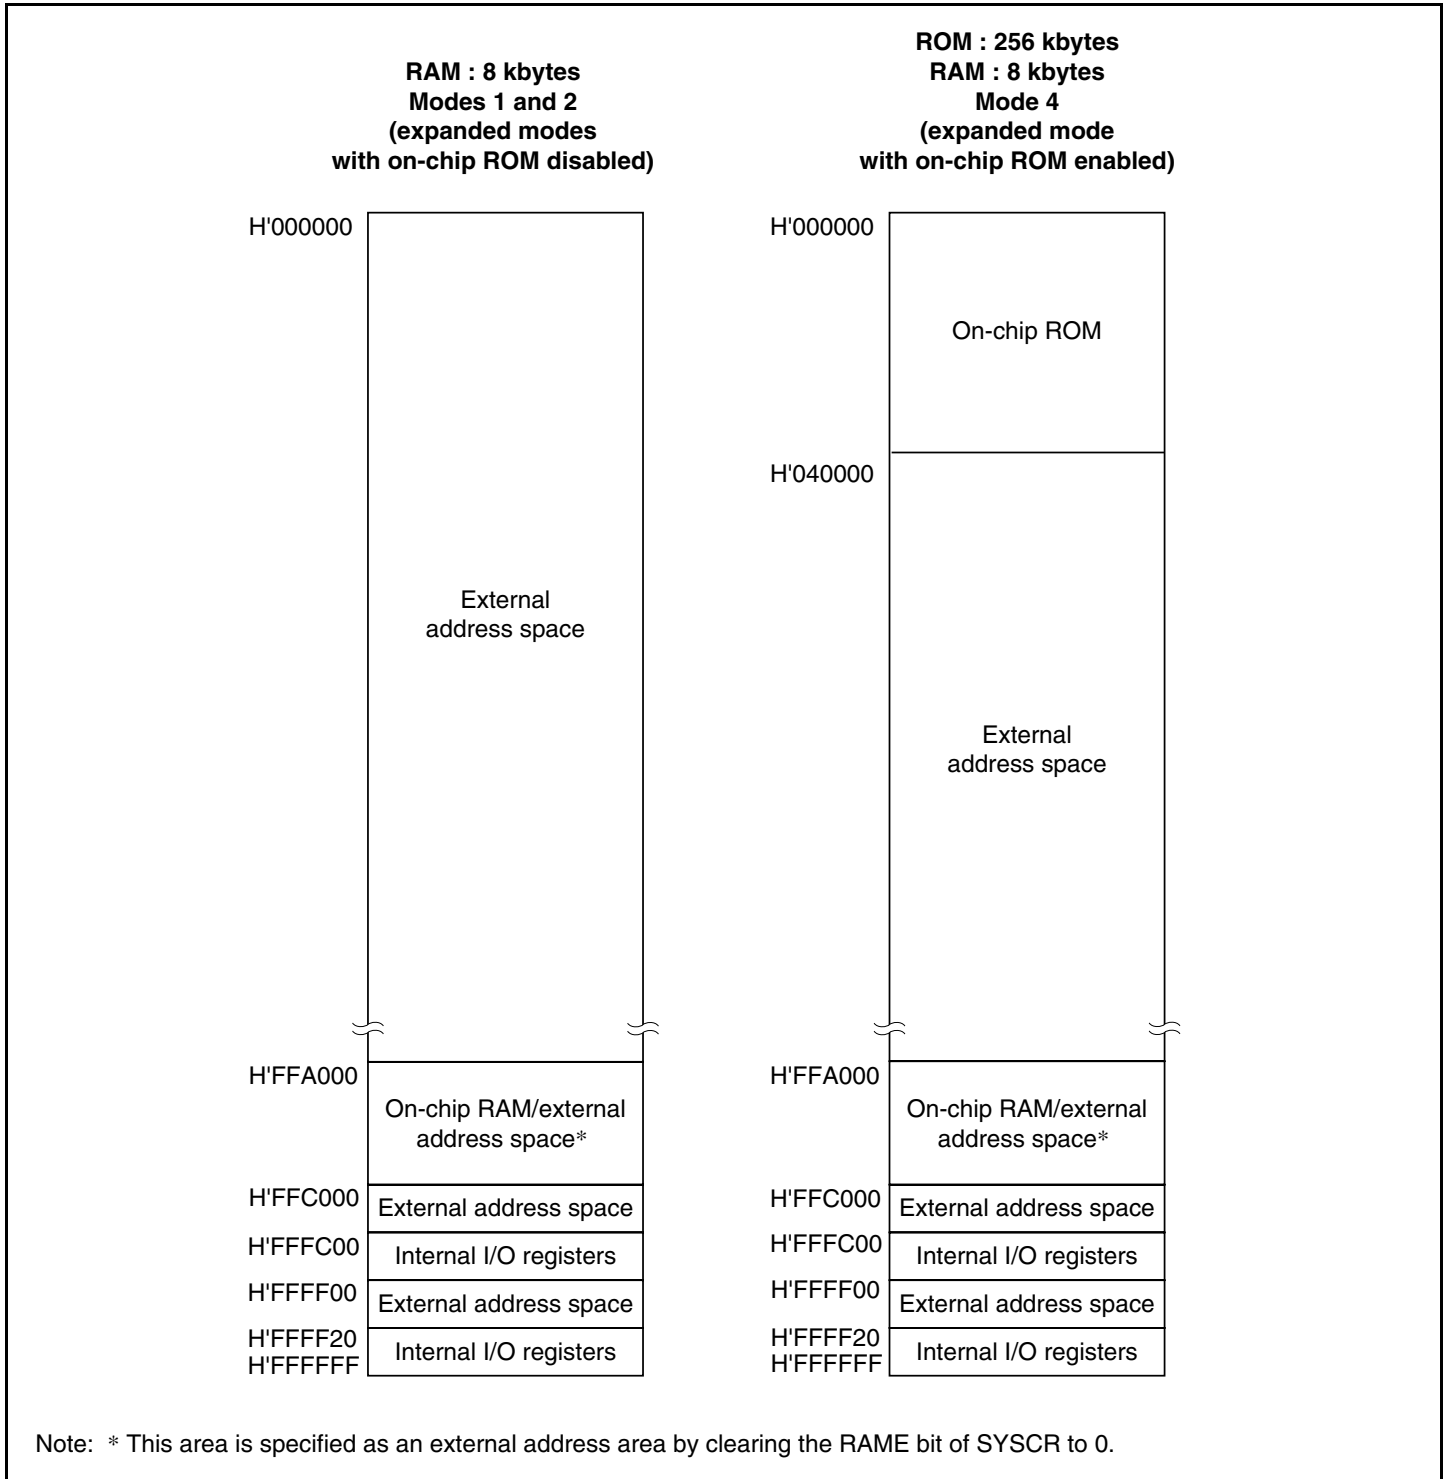 RAM : 8 kbytes
Modes 1 and 2
(expanded modes
with on-chip ROM disabled)
H'000000
External
address space
H'FFA000
On-chip RAM/external
address space*
H'FFC000
External address space
H'FFFC00
Internal I/O registers
H'FFFF00
External address space
H'FFFF20
Internal I/O registers
H'FFFFFF
ROM : 256 kbytes
RAM : 8 kbytes
Mode 4
(expanded mode
with on-chip ROM enabled)
H'000000
On-chip ROM
H'040000
External
address space
H'FFA000
On-chip RAM/external
address space*
H'FFC000
External address space
H'FFFC00
Internal I/O registers
H'FFFF00
External address space
H'FFFF20
Internal I/O registers
H'FFFFFF
Note: * This area is specified as an external address area by clearing the RAME bit of SYSCR to 0.